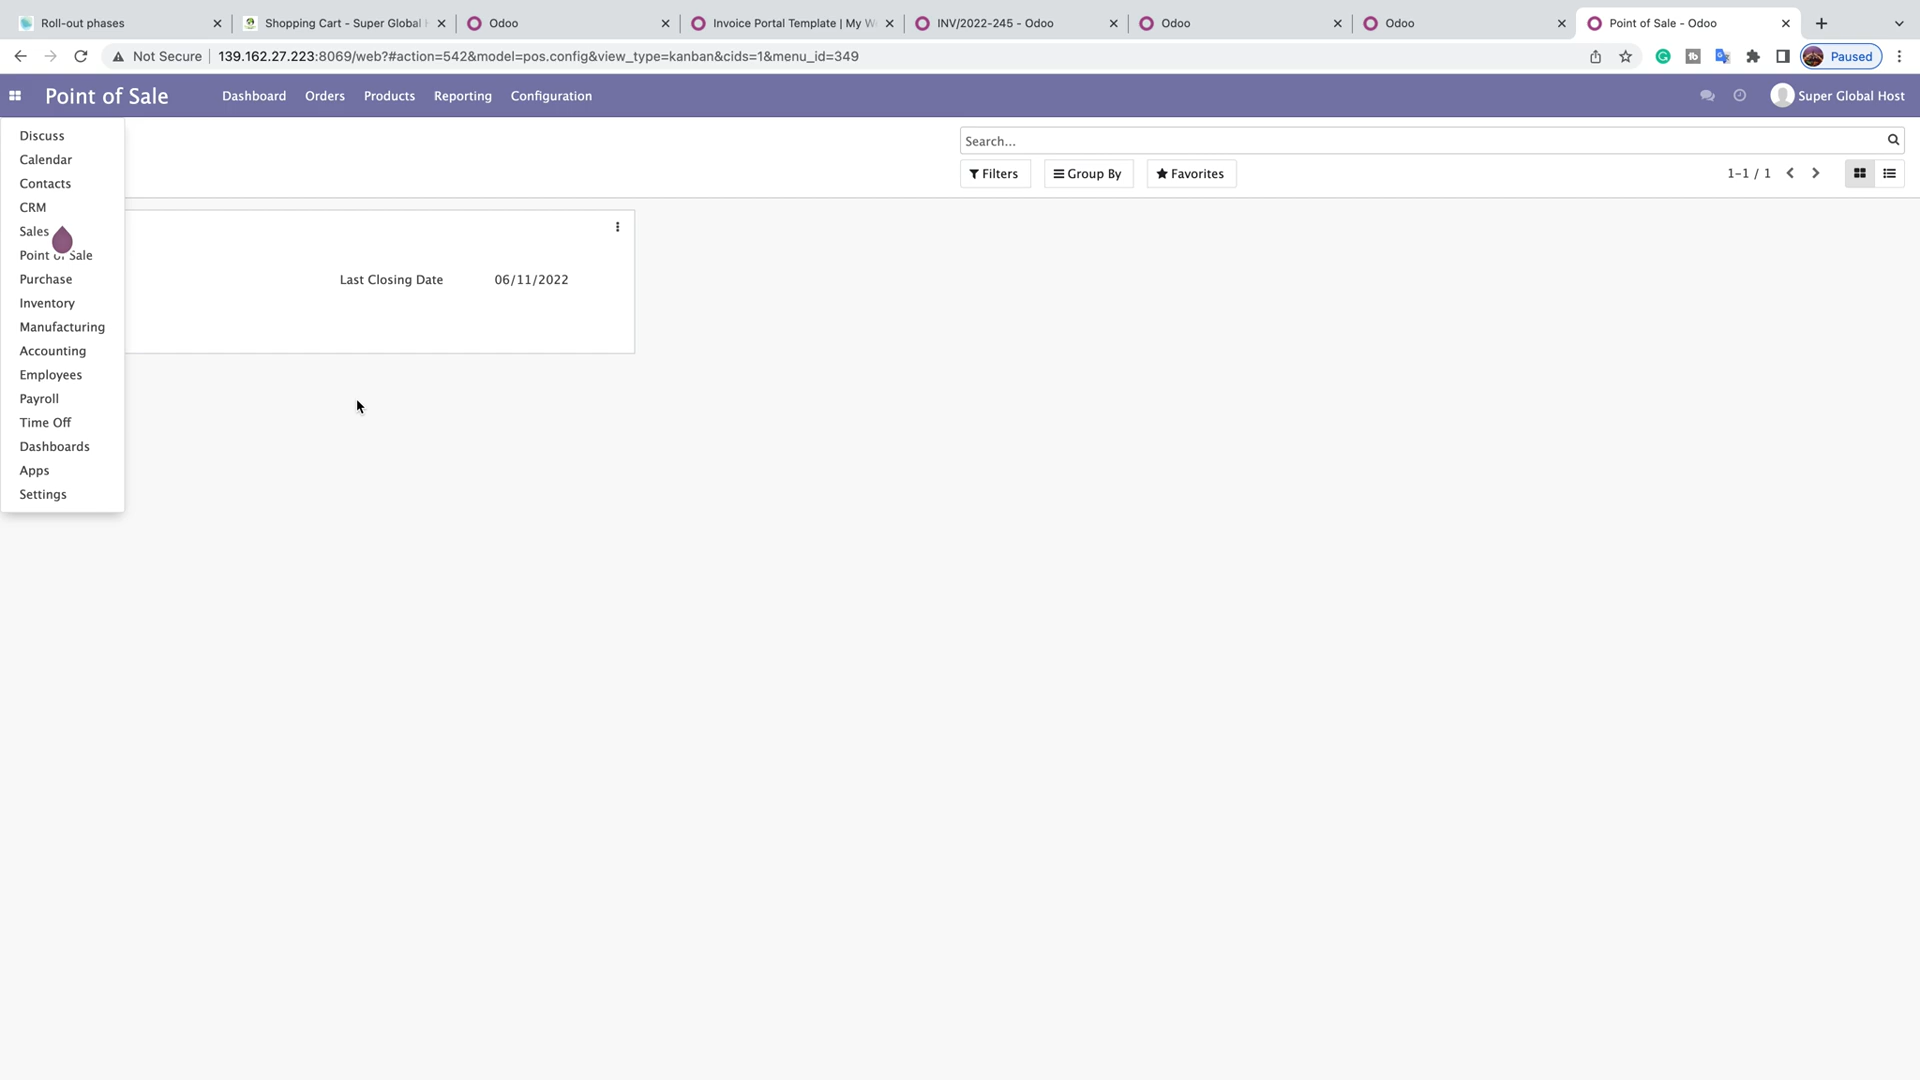 Roll-out phases
Shopping Cart - Super Global
Odoo
Invoice Portal Template | My W
INV/2022-245 - Odoo
Odoo
Odoo
Point of Sale - Odoo
Not Secure
139.162.27.223:8069/web?#action=542&model=pos.config&view_type=kanban&cids=1&menu_id=349
Paused
Point of Sale
Dashboard
Orders
Products
Reporting
Configuration
Super Global Host
Discuss
Calendar
Contacts
CRM
Sales
Point of Sale
Purchase
Inventory
Manufacturing
Accounting
Employees
Payroll
Time Off
Dashboards
Apps
Settings
Search...
Filters
Group By
Favorites
1-1 / 1
Last Closing Date
06/11/2022